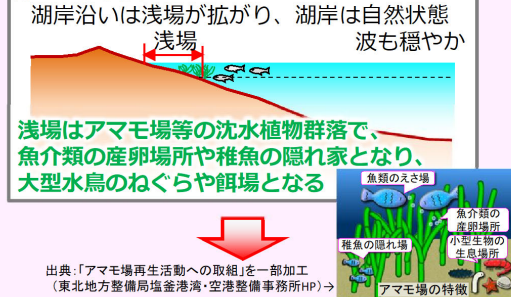 湖岸沿いは浅場が拡がり、湖岸は自然状態
浅場
波も穏やか
浅場はアマモ場等の沈水植物群落で、
魚介類の産卵場所や稚魚の隠れ家となり、
大型水鳥のねぐらや餌場となる
魚類のえさ場
魚介類の
産卵場所
稚魚の隠れ場
小型生物の
生息場所
アマモ場の特徴
出典：「アマモ場再生活動への取組」を一部加工
（東北地方整備局塩釜港湾・空港整備事務所HP）→